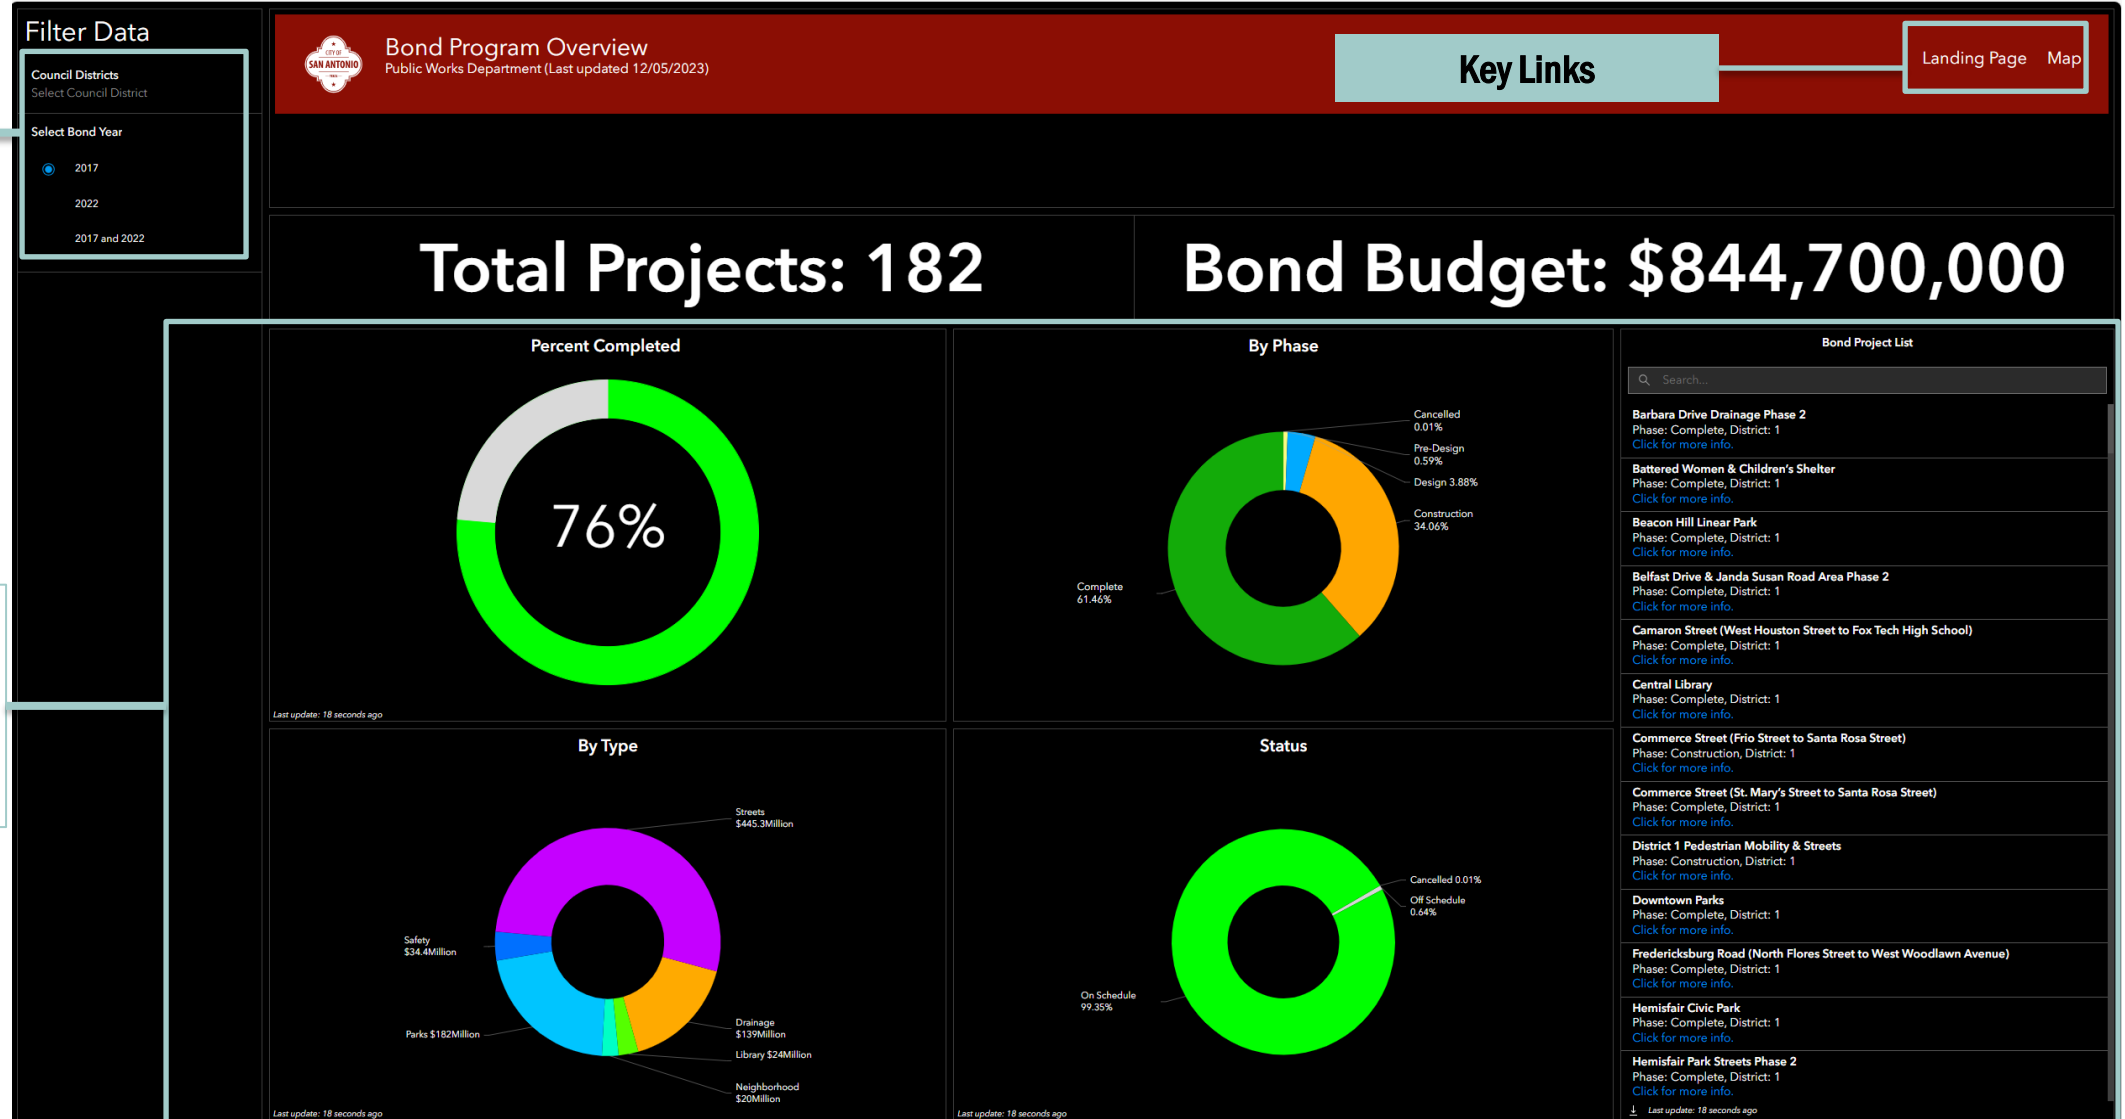 Filter Data
Council Districts
Select Council District
Select Bond Year
2017
2022
2017 and 2022
CITY OF
SAN ANTONIO
Bond Program Overview
Public Works Department (Last updated 12/05/2023)
Key Links
Landing Page Map
Total Projects: 182
Bond Budget: $844,700,000
Percent Completed
76%
Last update: 18 seconds ago
By Phase
Cancelled
0.01%
Pre-Design
0.59%
Design 3.88%
Construction
34.06%
Complete
61.46%
By Type
Streets
$445.3Million
Safety
$34.4Million
Parks $182Million
Drainage
$139Million
Library $24Million
Neighborhood
$20Million
Last update: 18 seconds ago
Status
Cancelled 0.01%
Off Schedule
0.64%
On Schedule
99.35%
Last update: 18 seconds ago
Bond Project List
Search...
Barbara Drive Drainage Phase 2
Phase: Complete, District: 1
Click for more info.
Battered Women & Children's Shelter
Phase: Complete, District: 1
Click for more info.
Beacon Hill Linear Park
Phase: Complete, District: 1
Click for more info.
Belfast Drive & Janda Susan Road Area Phase 2
Phase: Complete, District: 1
Click for more info.
Camaron Street (West Houston Street to Fox Tech High School)
Phase: Complete, District: 1
Click for more info.
Central Library
Phase: Complete, District: 1
Click for more info.
Commerce Street (Frio Street to Santa Rosa Street)
Phase: Construction, District: 1
Click for more info.
Commerce Street (St. Mary's Street to Santa Rosa Street)
Phase: Complete, District: 1
Click for more info.
District 1 Pedestrian Mobility & Streets
Phase: Construction, District: 1
Click for more info.
Downtown Parks
Phase: Complete, District: 1
Click for more info.
Fredericksburg Road (North Flores Street to West Woodlawn Avenue)
Phase: Complete, District: 1
Click for more info.
Hemisfair Civic Park
Phase: Complete, District: 1
Click for more info.
Hemisfair Park Streets Phase 2
Phase: Complete, District: 1
Click for more info.
Last update: 18 seconds ago